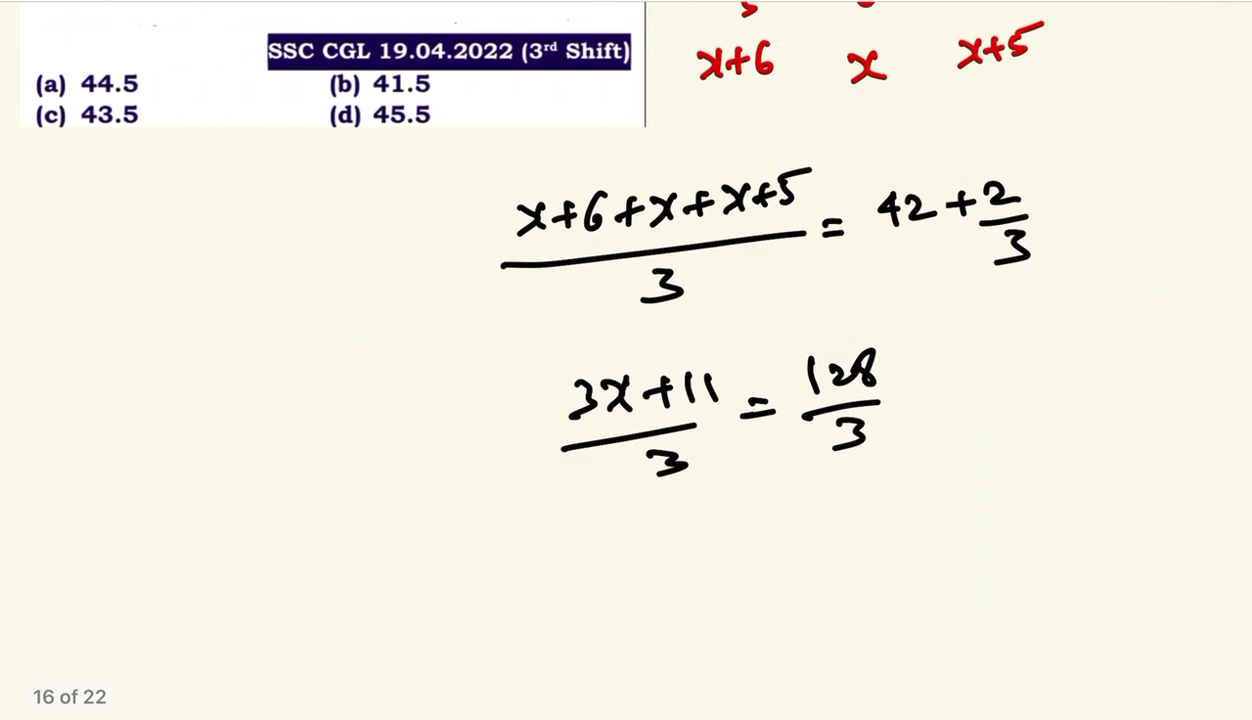 SSC CGL 19.04.2022 (3rd Shift)
(a) 44.5 (b) 41.5
(c) 43.5 (d) 45.5
x+6 x x+5
x+6+x+x+5 = 42+2
3 3
3x+11 = 128
3 3
16 of 22